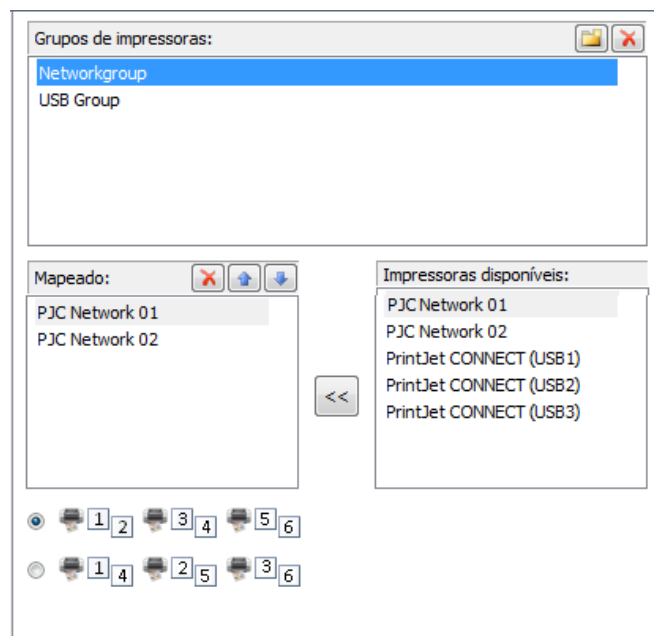 Grupos de impressoras:
Networkgroup
USB Group
Mapeado:
PJC Network 01
PJC Network 02
<<
Impressoras disponíveis:
PJC Network 01
PJC Network 02
PrintJet CONNECT (USB1)
PrintJet CONNECT (USB2)
PrintJet CONNECT (USB3)
1 2 3 4 5 6
1 4 2 5 3 6